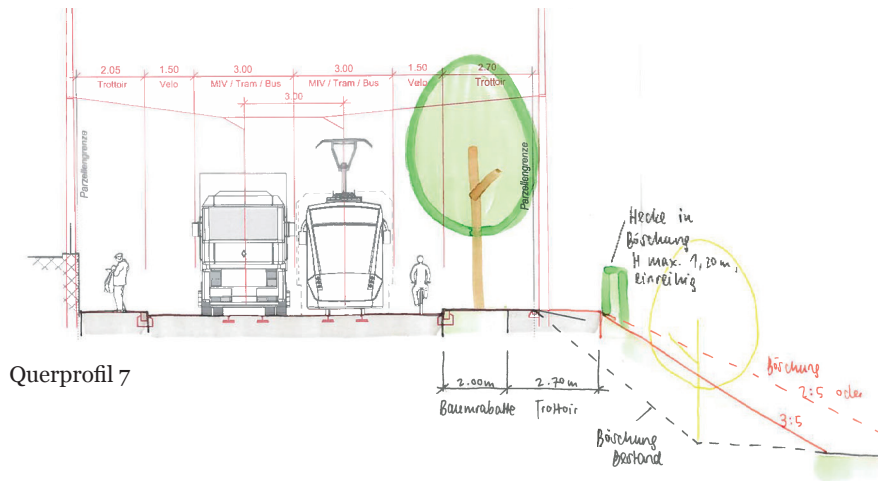 2.05
1.50
3.00
3.00
1.50
2.70
Trottoir
Velo
MIV / Tram / Bus
MIV / Tram / Bus
Velo
Trottoir
3.00
Parzellengrenze
Parzellengrenze
Hecke in
Böschung
H max. 1,20 m,
einreihig
Querprofil 7
2.00m
2.70m
Baumrabatte
Trottoir
Böschung
2:5 oder
3:5
Böschung
Bestand